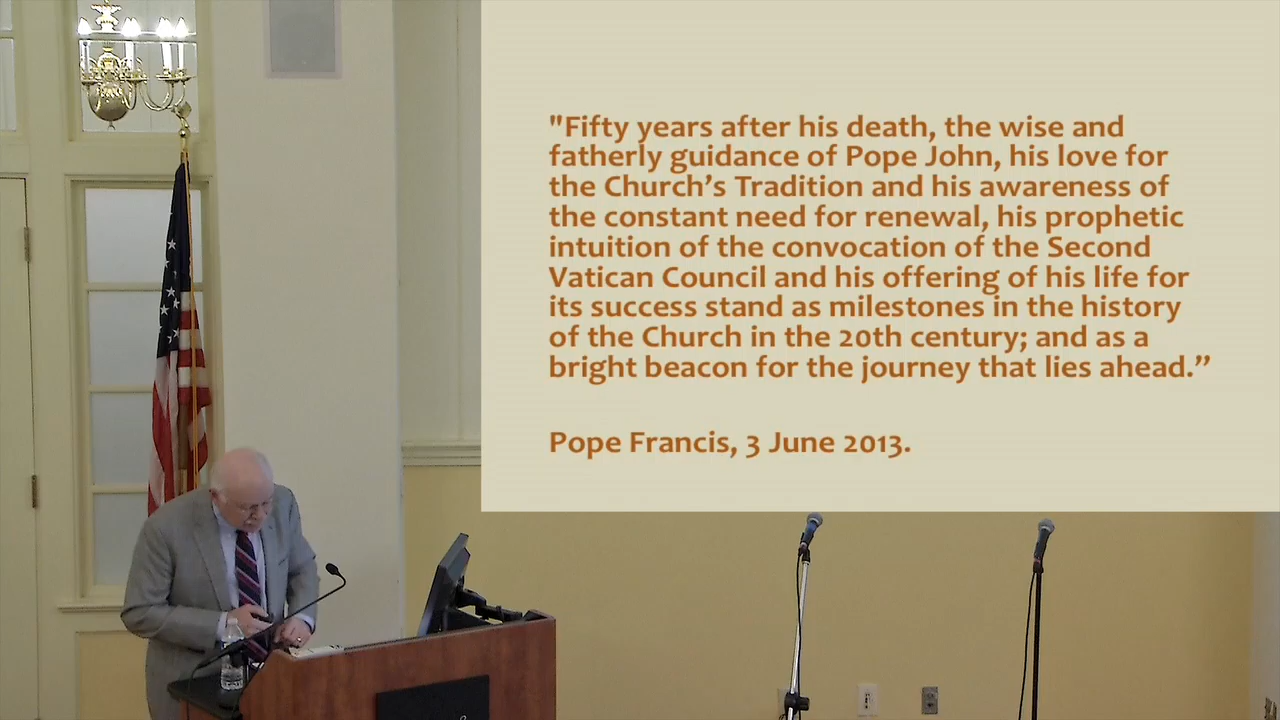 "Fifty years after his death, the wise and
fatherly guidance of Pope John, his love for
the Church’s Tradition and his awareness of
the constant need for renewal, his prophetic
intuition of the convocation of the Second
Vatican Council and his offering of his life for
its success stand as milestones in the history
of the Church in the 20th century; and as a
bright beacon for the journey that lies ahead.”
Pope Francis, 3 June 2013.